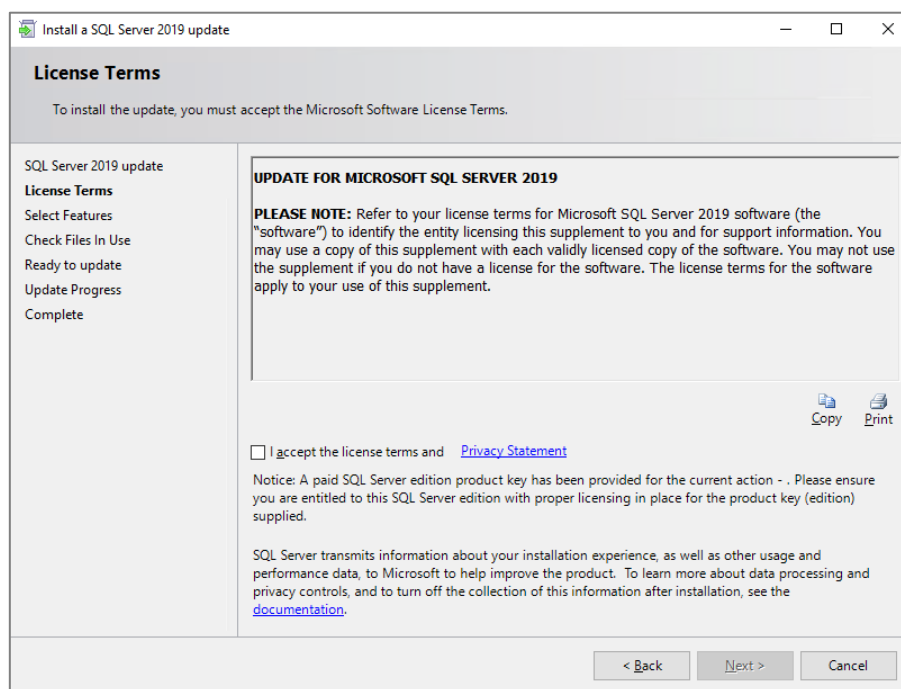 Install a SQL Server 2019 update
License Terms
To install the update, you must accept the Microsoft Software License Terms.
SQL Server 2019 update
License Terms
Select Features
Check Files In Use
Ready to update
Update Progress
Complete
UPDATE FOR MICROSOFT SQL SERVER 2019
PLEASE NOTE: Refer to your license terms for Microsoft SQL Server 2019 software (the
“software”) to identify the entity licensing this supplement to you and for support information. You
may use a copy of this supplement with each validly licensed copy of the software. You may not use
the supplement if you do not have a license for the software. The license terms for the software
apply to your use of this supplement.
Copy
Print
I accept the license terms and Privacy Statement
Notice: A paid SQL Server edition product key has been provided for the current action - . Please ensure
you are entitled to this SQL Server edition with proper licensing in place for the product key (edition)
supplied.
SQL Server transmits information about your installation experience, as well as other usage and
performance data, to Microsoft to help improve the product. To learn more about data processing and
privacy controls, and to turn off the collection of this information after installation, see the
documentation.
< Back
Next >
Cancel